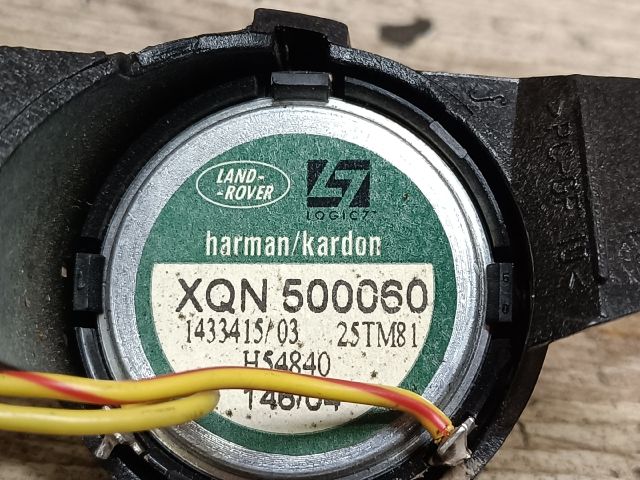 LAND-
-ROVER
LOGIC7
harman/kardon
XQN 500060
1433415/03 25TM81
H54840